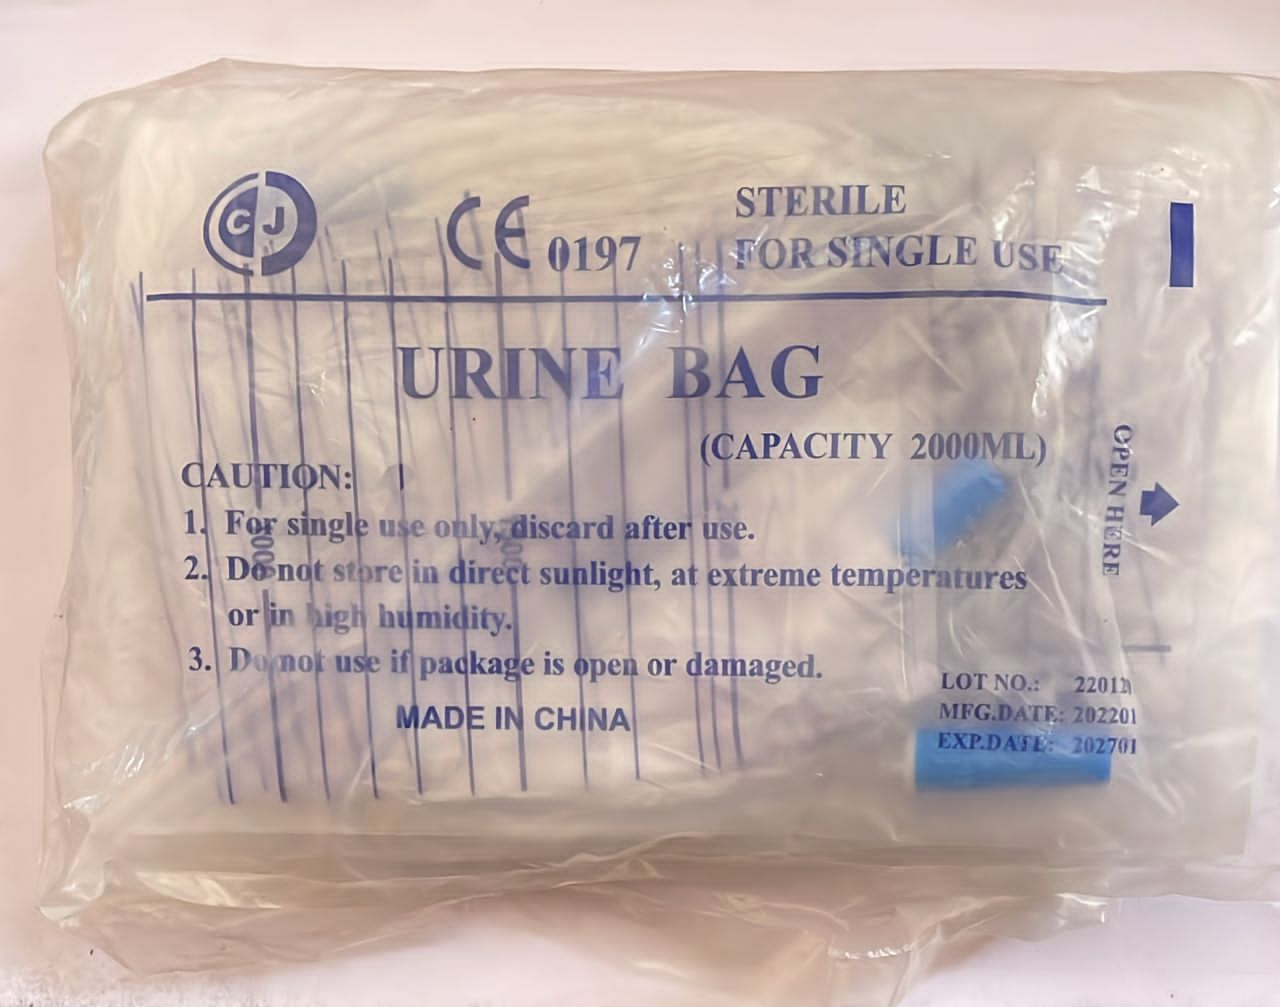 CJ
CE 0197
STERILE
FOR SINGLE USE
URINE BAG
(CAPACITY 2000ML)
CAUTION:
1. For single use only, discard after use.
2. Do not store in direct sunlight, at extreme temperatures
or in high humidity.
3. Do not use if package is open or damaged.
MADE IN CHINA
OPEN HERE
LOT NO.:
MFG.DATE: 202201
EXP.DATE: 202701